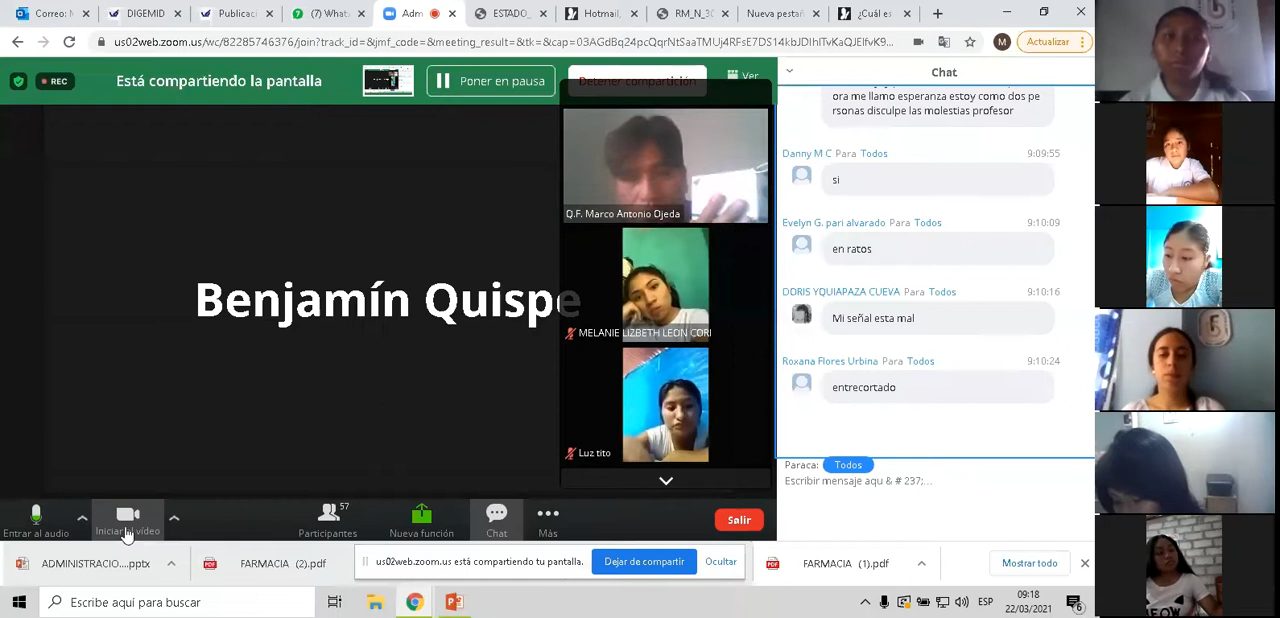 Correo: M
DIGEMID
Publicaci
(7) Whats
Adm
ESTADO_
Hotmail,
RM_N_30
Nueva pestañ
¿Cuál es
us02web.zoom.us/wc/82285746376/join?track_id=&jmf_code=&meeting_result=&tk=&cap=03AGdBq24pcQqrNtSaaTMUj4RFsE7DS14kbJDIhITvKaQJElfvK9...
M
Actualizar
REC
Está compartiendo la pantalla
Poner en pausa
Detener compartición
Ver
Chat
ora me llamo esperanza estoy como dos pe
rsonas disculpe las molestias profesor
Danny M C Para Todos 9:09:55
si
Evelyn G. pari alvarado Para Todos 9:10:09
en ratos
DORIS YQUIAPAZA CUEVA Para Todos 9:10:16
Mi señal esta mal
Roxana Flores Urbina Para Todos 9:10:24
entrecortado
Benjamín Quispe
Q.F. Marco Antonio Ojeda
MELANIE LIZBETH LEON CORI
Luz tito
Paraca: Todos
Escribir mensaje aqu & # 237;...
Entrar al audio
Iniciar el vídeo
Participantes
57
Nueva función
Chat
Más
Salir
ADMINISTRACIO....pptx
FARMACIA (2).pdf
us02web.zoom.us está compartiendo tu pantalla.
Dejar de compartir
Ocultar
FARMACIA (1).pdf
Mostrar todo
Escribe aquí para buscar
ESP
09:18
22/03/2021
6